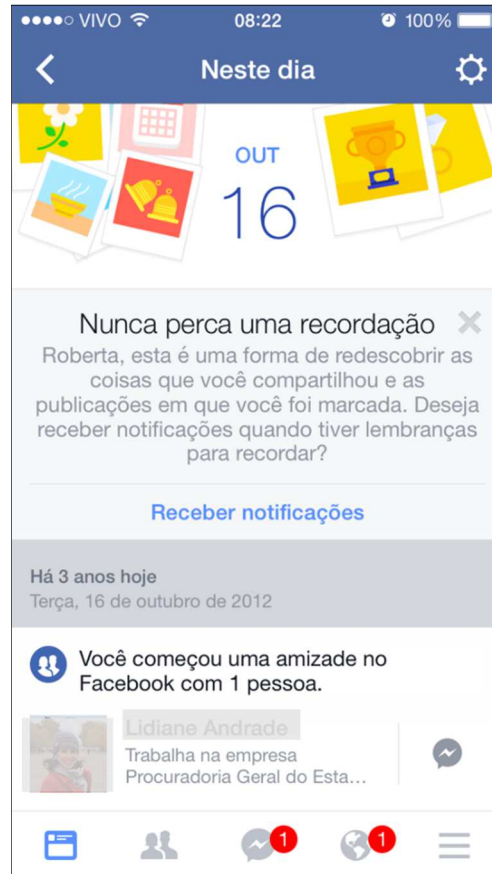 VIVO 08:22 100%
Neste dia
OUT
16
Nunca perca uma recordação
Roberta, esta é uma forma de redescobrir as
coisas que você compartilhou e as
publicações em que você foi marcada. Deseja
receber notificações quando tiver lembranças
para recordar?
Receber notificações
Há 3 anos hoje
Terça, 16 de outubro de 2012
Você começou uma amizade no
Facebook com 1 pessoa.
Lidiane Andrade
Trabalha na empresa
Procuradoria Geral do Esta...
1 1